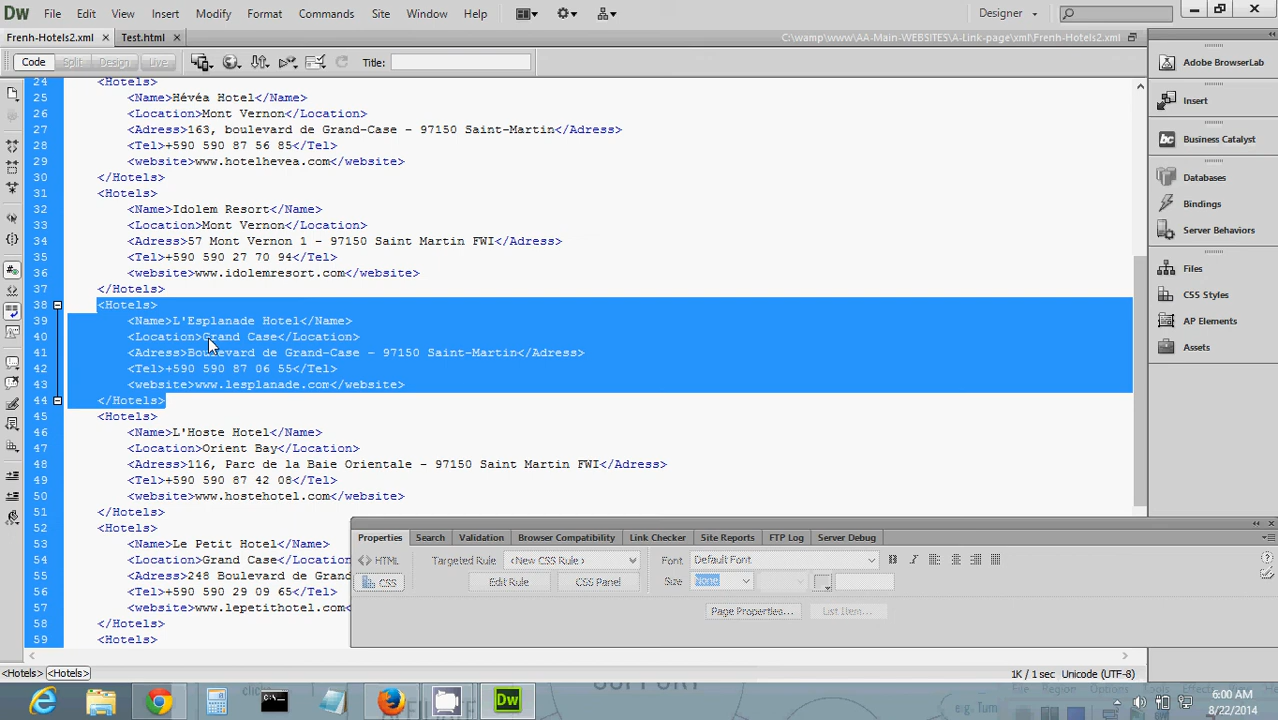 Dw File Edit View Insert Modify Format Commands Site Window Help Designer
Frenh-Hotels2.xml × Test.html × C:\wamp\www\AA-Main-WEBSITES\A-Link-page\xml\Frenh-Hotels2.xml
Code Split Design Live Title:
24 <Hotels>
25 <Name>Hévéa Hotel</Name>
26 <Location>Mont Vernon</Location>
27 <Adress>163, boulevard de Grand-Case - 97150 Saint-Martin</Adress>
28 <Tel>+590 590 87 56 85</Tel>
29 <website>www.hotelhevea.com</website>
30 </Hotels>
31 <Hotels>
32 <Name>Idolem Resort</Name>
33 <Location>Mont Vernon</Location>
34 <Adress>57 Mont Vernon 1 - 97150 Saint Martin FWI</Adress>
35 <Tel>+590 590 27 70 94</Tel>
36 <website>www.idolemresort.com</website>
37 </Hotels>
38 <Hotels>
39 <Name>L'Esplanade Hotel</Name>
40 <Location>Grand Case</Location>
41 <Adress>Boulevard de Grand-Case - 97150 Saint-Martin</Adress>
42 <Tel>+590 590 87 06 55</Tel>
43 <website>www.lesplanade.com</website>
44 </Hotels>
45 <Hotels>
46 <Name>L'Hoste Hotel</Name>
47 <Location>Orient Bay</Location>
48 <Adress>116, Parc de la Baie Orientale - 97150 Saint Martin FWI</Adress>
49 <Tel>+590 590 87 42 08</Tel>
50 <website>www.hostehotel.com</website>
51 </Hotels>
52 <Hotels>
53 <Name>Le Petit Hotel</Name>
54 <Location>Grand Case</Location>
55 <Adress>248 Boulevard de Grand
56 <Tel>+590 590 29 09 65</Tel>
57 <website>www.lepetithotel.com<
58 </Hotels>
59 <Hotels>
Adobe BrowserLab
Insert
Business Catalyst
Databases
Bindings
Server Behaviors
Files
CSS Styles
AP Elements
Assets
Properties Search Validation Browser Compatibility Link Checker Site Reports FTP Log Server Debug
<> HTML Targeted Rule <New CSS Rule> Font Default Font B I
CSS Edit Rule CSS Panel Size None
Page Properties... List Item...
<Hotels> <Hotels> 1K / 1 sec Unicode (UTF-8)
SUPPORT
Dw 6:00 AM
8/22/2014